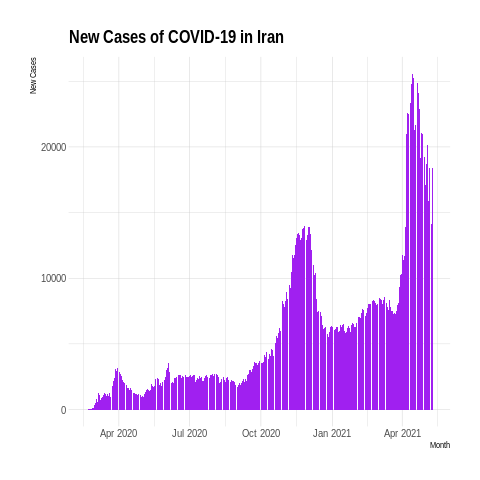 New Cases of COVID-19 in Iran
New Cases
20000
10000
0
Apr 2020 Jul 2020 Oct 2020 Jan 2021 Apr 2021
Month